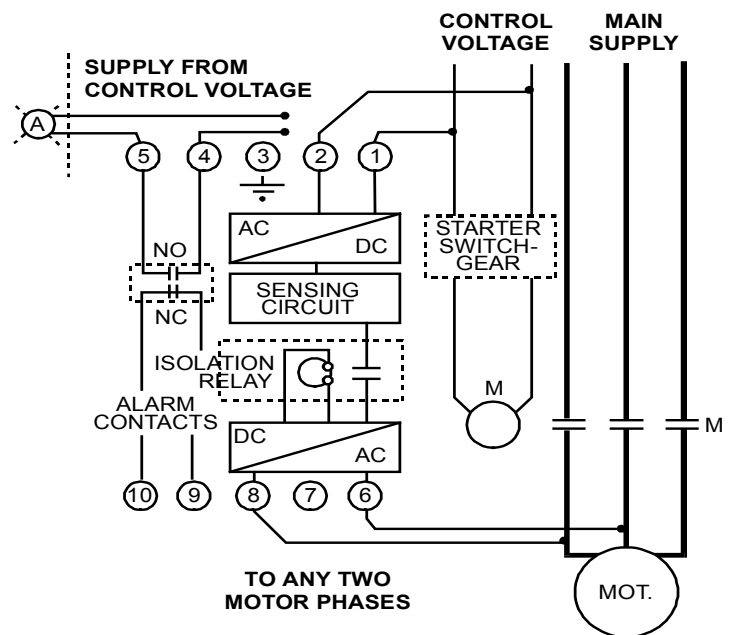 CONTROL
VOLTAGE
MAIN
SUPPLY
SUPPLY FROM
CONTROL VOLTAGE
A
5
4
3
2
1
AC
DC
STARTER
SWITCH-
GEAR
NO
NC
SENSING
CIRCUIT
ISOLATION
RELAY
M
ALARM
CONTACTS
DC
AC
M
10
9
8
7
6
TO ANY TWO
MOTOR PHASES
MOT.